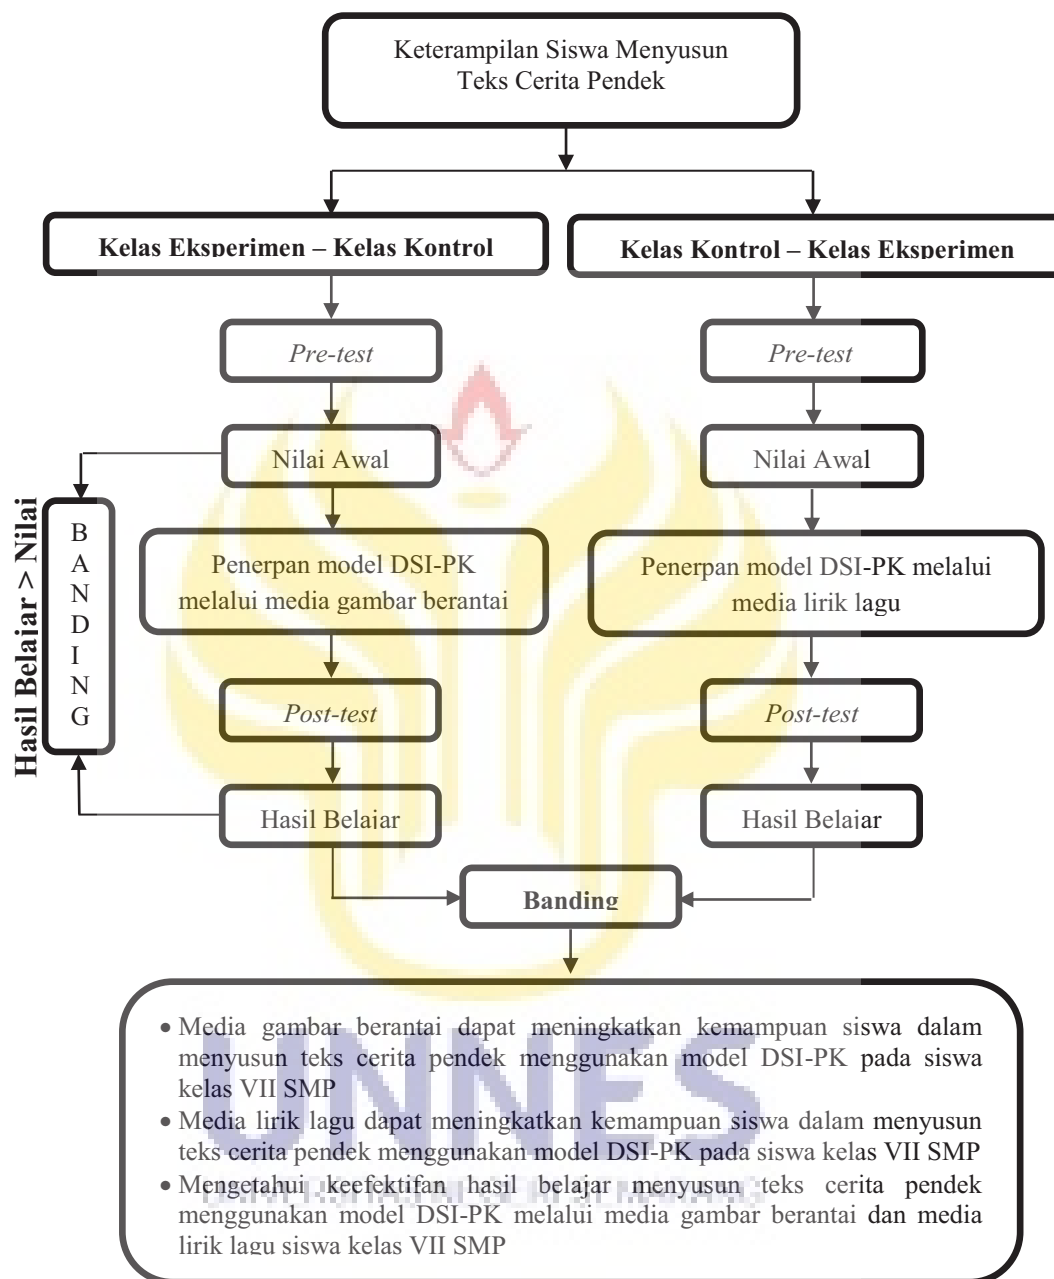 Keterampilan Siswa Menyusun
Teks Cerita Pendek
Kelas Eksperimen – Kelas Kontrol
Kelas Kontrol – Kelas Eksperimen
Pre-test
Pre-test
Nilai Awal
Nilai Awal
Hasil Belajar > Nilai
B
A
N
D
I
N
G
Penerpan model DSI-PK
melalui media gambar berantai
Penerpan model DSI-PK melalui
media lirik lagu
Post-test
Post-test
Hasil Belajar
Hasil Belajar
Banding
• Media gambar berantai dapat meningkatkan kemampuan siswa dalam
menyusun teks cerita pendek menggunakan model DSI-PK pada siswa
kelas VII SMP
• Media lirik lagu dapat meningkatkan kemampuan siswa dalam menyusun
teks cerita pendek menggunakan model DSI-PK pada siswa kelas VII SMP
• Mengetahui keefektifan hasil belajar menyusun teks cerita pendek
menggunakan model DSI-PK melalui media gambar berantai dan media
lirik lagu siswa kelas VII SMP
UNNES